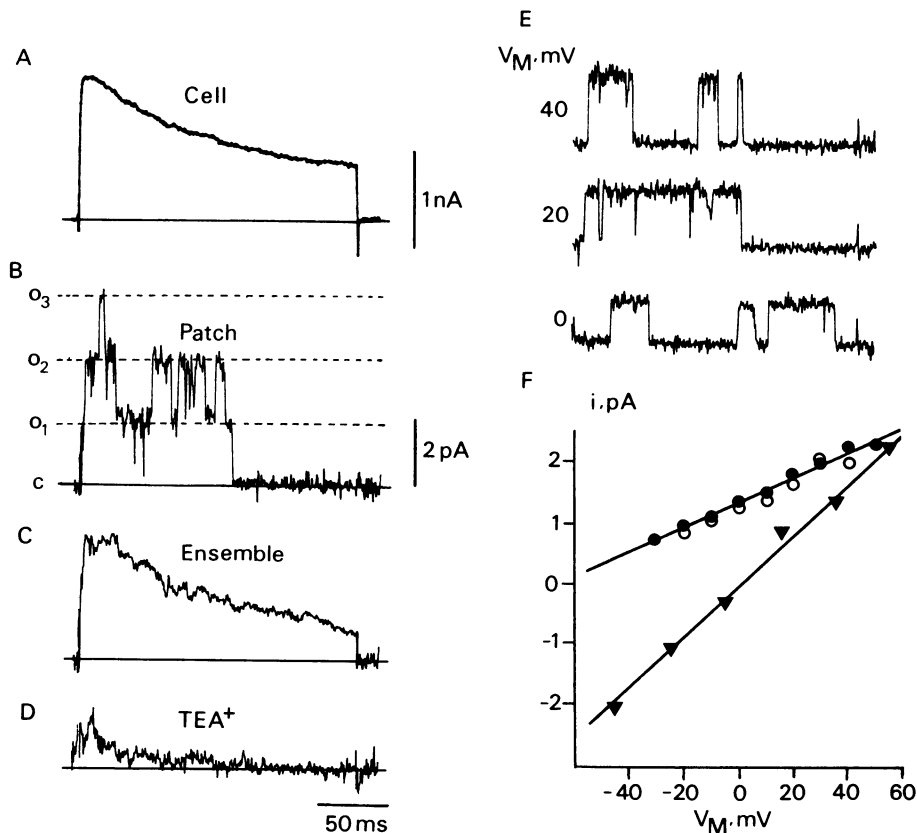 A
Cell
1nA
B
O3
Patch
O2
O1
2 pA
C
C
Ensemble
D
TEA+
50 ms
E
VM, mV
40
20
0
F
i, pA
2
1
0
-1
-2
-40 -20 0 20 40 60
VM, mV